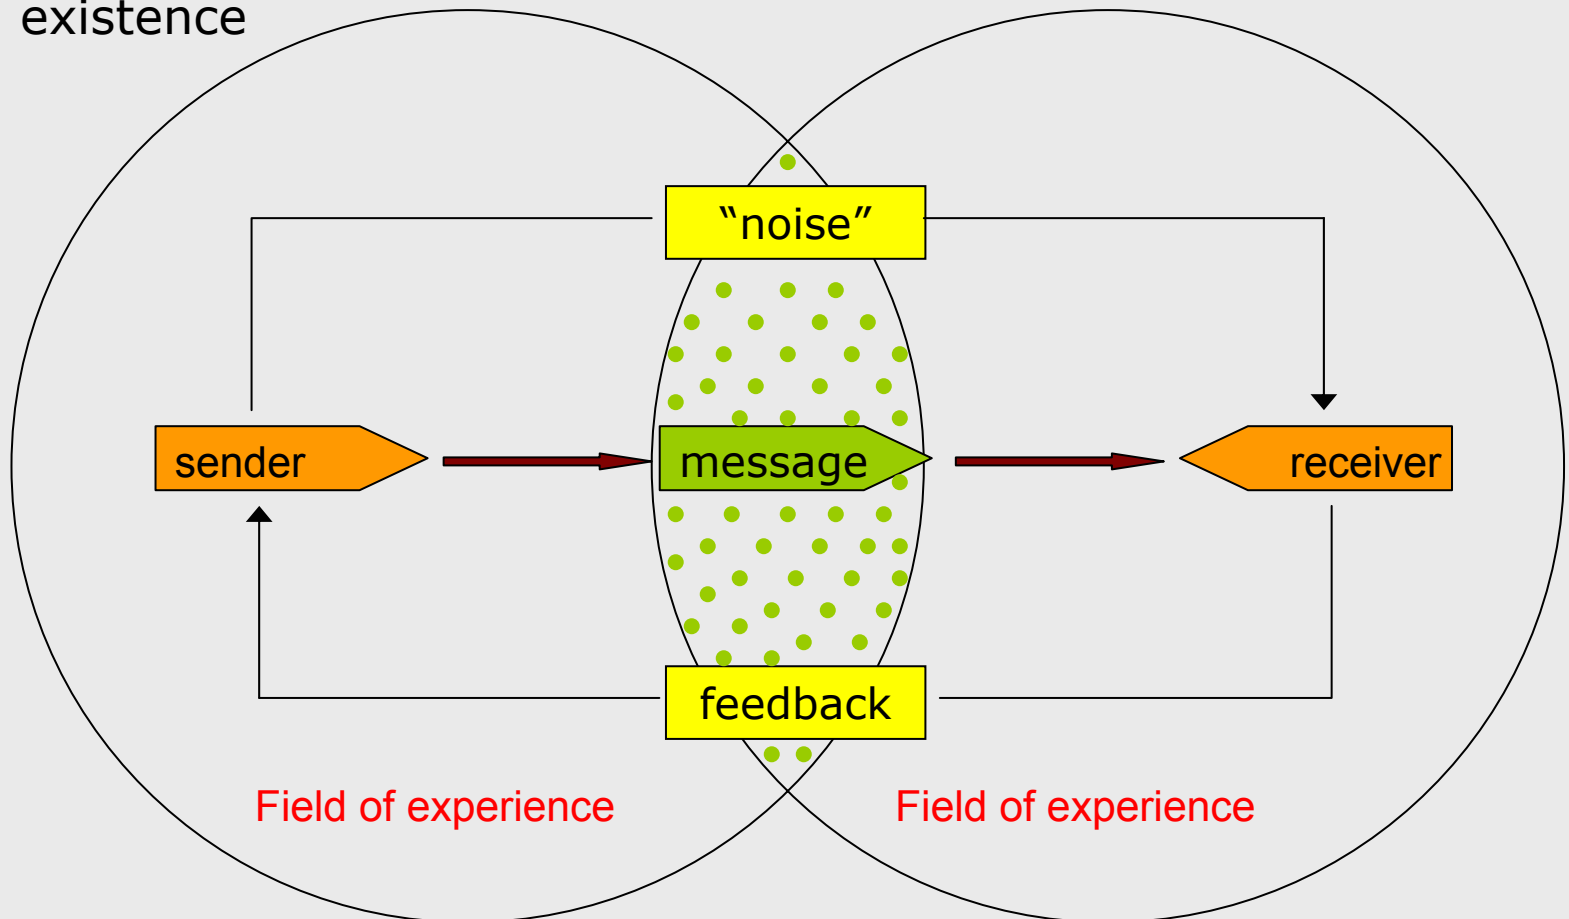 existence
“noise”
sender
message
receiver
feedback
Field of experience
Field of experience